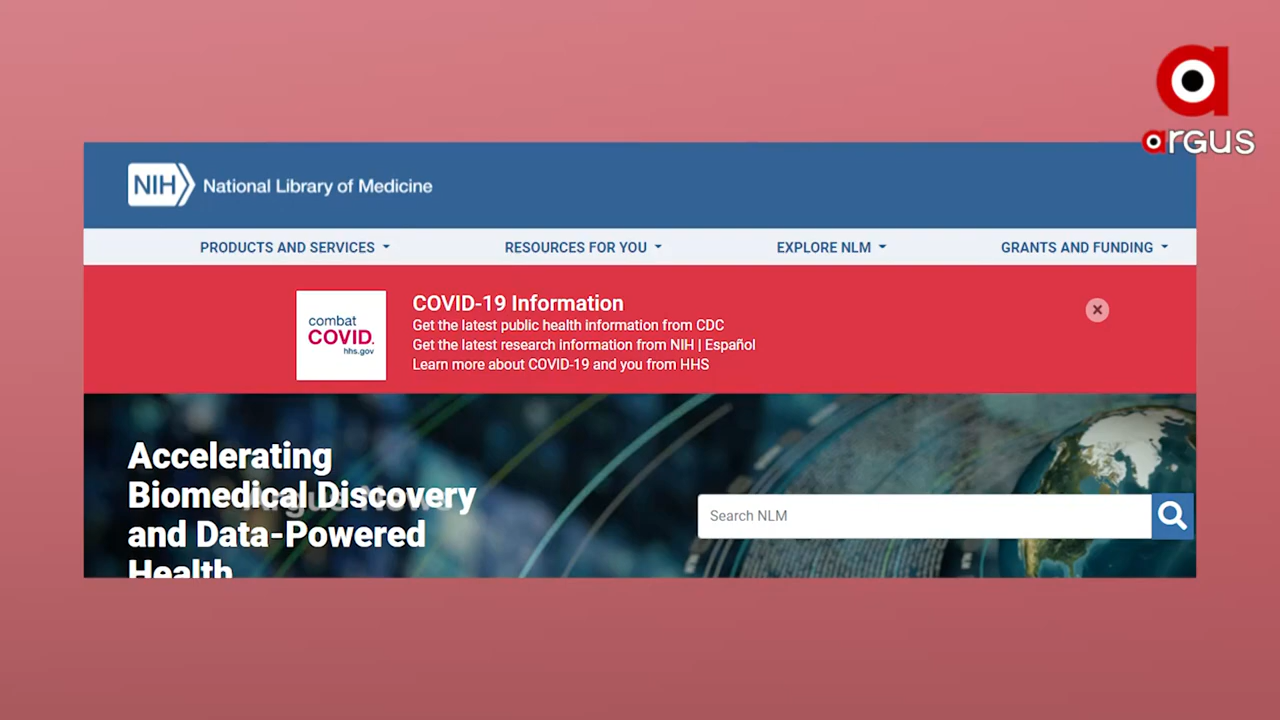 argus
NIH National Library of Medicine
PRODUCTS AND SERVICES
RESOURCES FOR YOU
EXPLORE NLM
GRANTS AND FUNDING
combat
COVID.
hhs.gov
COVID-19 Information
Get the latest public health information from CDC
Get the latest research information from NIH | Español
Learn more about COVID-19 and you from HHS
Accelerating
Biomedical Discovery
and Data-Powered
Health
Argus News
Search NLM